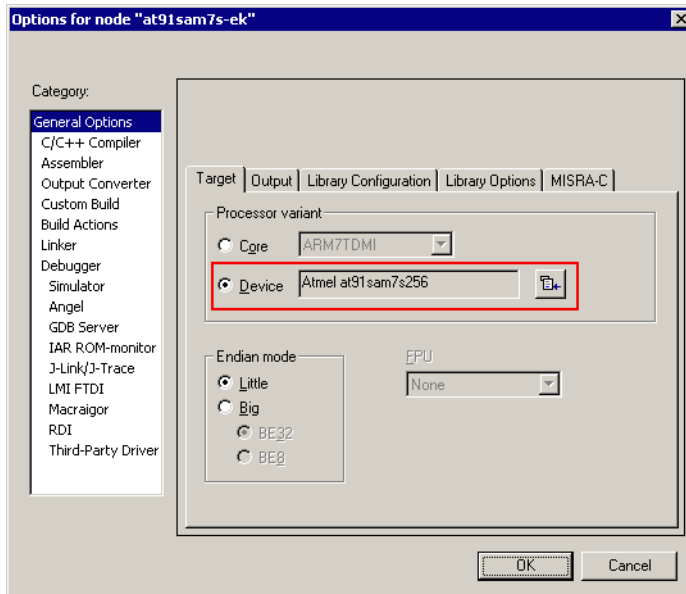 Options for node "at91sam7s-ek"
Category:
General Options
C/C++ Compiler
Assembler
Output Converter
Custom Build
Build Actions
Linker
Debugger
Simulator
Angel
GDB Server
IAR ROM-monitor
J-Link/J-Trace
LMI FTDI
Macraigor
RDI
Third-Party Driver
Target Output Library Configuration Library Options MISRA-C
Processor variant
Core ARM7TDMI
Device Atmel at91sam7s256
Endian mode
Little
Big
BE32
BE8
FPU
None
OK Cancel